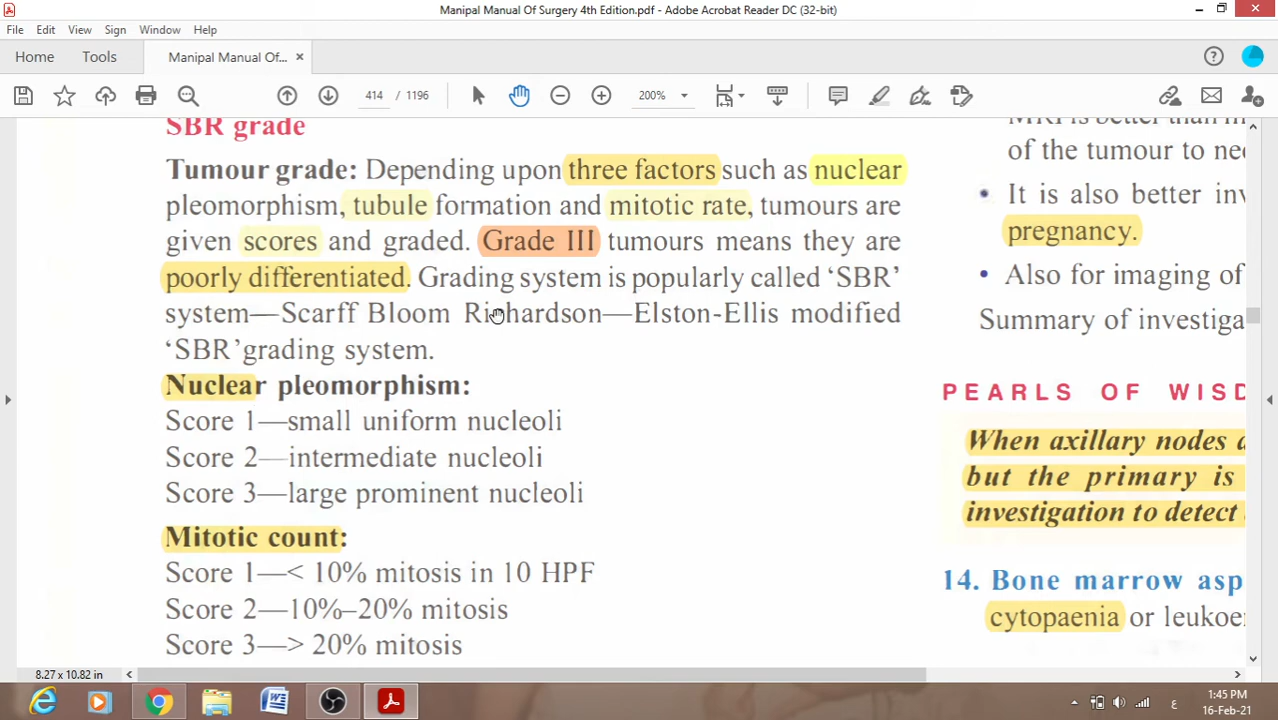 Manipal Manual Of Surgery 4th Edition.pdf - Adobe Acrobat Reader DC (32-bit)
File Edit View Sign Window Help
Home Tools Manipal Manual Of... ×
414 / 1196 200%
SBR grade
Tumour grade: Depending upon three factors such as nuclear
pleomorphism, tubule formation and mitotic rate, tumours are
given scores and graded. Grade III tumours means they are
poorly differentiated. Grading system is popularly called ‘SBR’
system—Scarff Bloom Richardson—Elston-Ellis modified
‘SBR’grading system.
Nuclear pleomorphism:
Score 1—small uniform nucleoli
Score 2—intermediate nucleoli
Score 3—large prominent nucleoli
Mitotic count:
Score 1—< 10% mitosis in 10 HPF
Score 2—10%–20% mitosis
Score 3—> 20% mitosis
of the tumour to ne
• It is also better inv
pregnancy.
• Also for imaging of
Summary of investiga
PEARLS OF WISD
When axillary nodes a
but the primary is
investigation to detect
14. Bone marrow asp
cytopaenia or leukoe
8.27 x 10.82 in
ع
1:45 PM
16-Feb-21